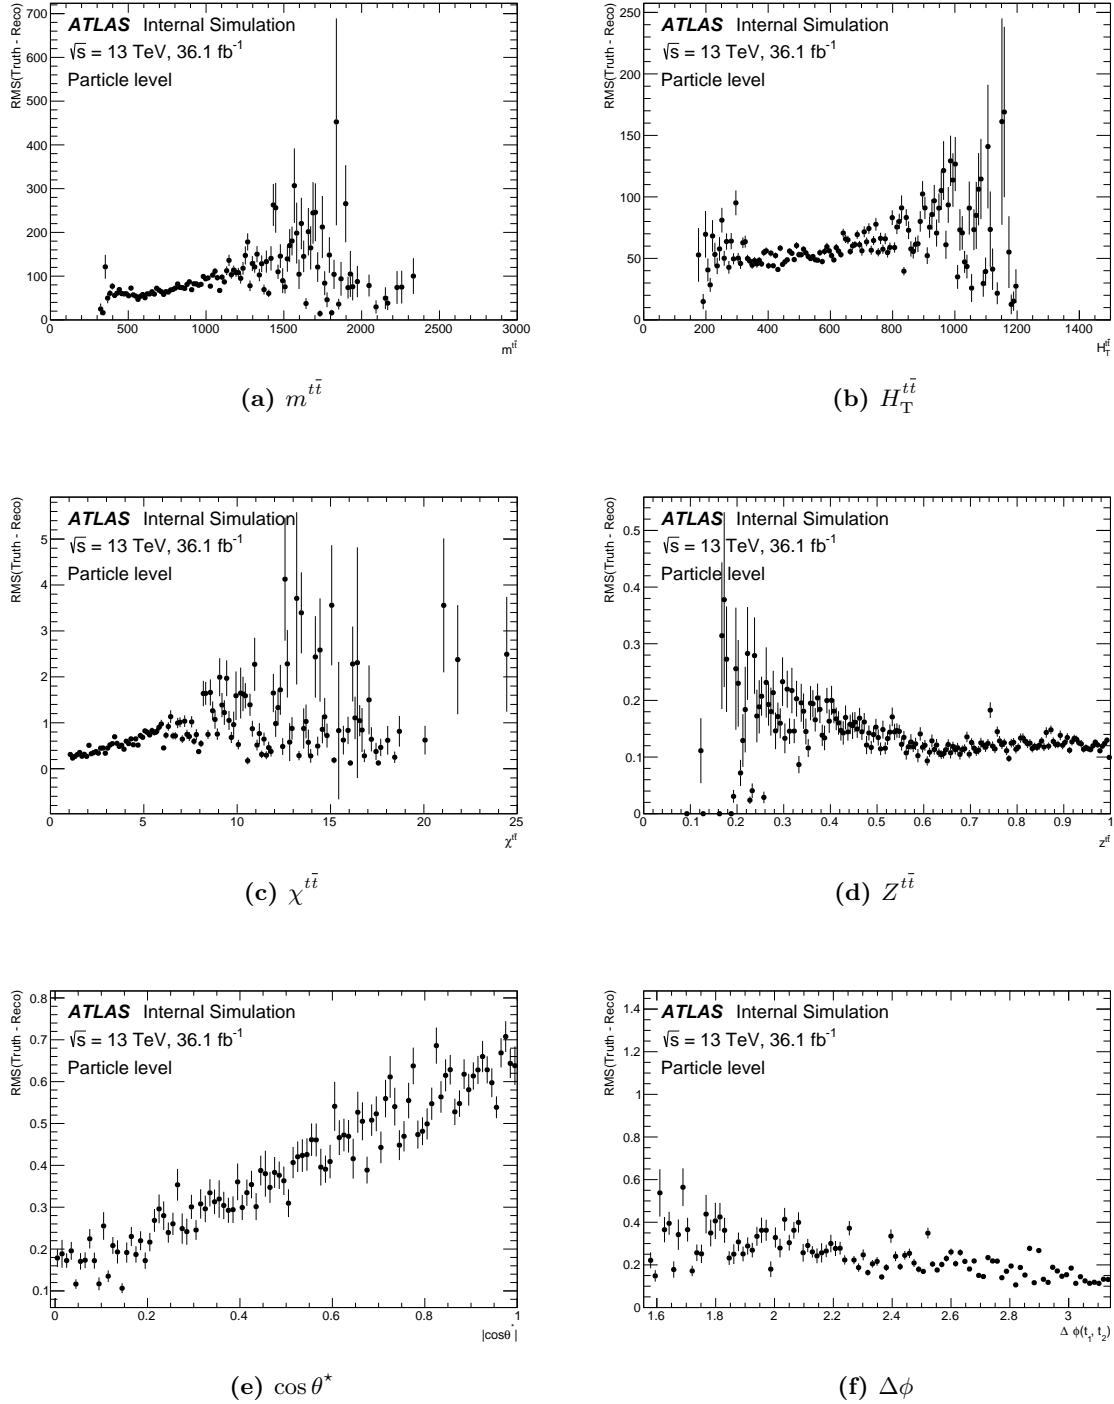 RMS(Truth - Reco)
ATLAS Internal Simulation
√s = 13 TeV, 36.1 fb⁻¹
Particle level
700
600
500
400
300
200
100
0
0 500 1000 1500 2000 2500 3000
m^{tt̄}
(a) m^{tt̄}
RMS(Truth - Reco)
ATLAS Internal Simulation
√s = 13 TeV, 36.1 fb⁻¹
Particle level
250
200
150
100
50
0
0 200 400 600 800 1000 1200 1400
H_T^{tt̄}
(b) H_T^{tt̄}
RMS(Truth - Reco)
ATLAS Internal Simulation
√s = 13 TeV, 36.1 fb⁻¹
Particle level
5
4
3
2
1
0
0 5 10 15 20 25
χ^{tt̄}
(c) χ^{tt̄}
RMS(Truth - Reco)
ATLAS Internal Simulation
√s = 13 TeV, 36.1 fb⁻¹
Particle level
0.5
0.4
0.3
0.2
0.1
0
0 0.1 0.2 0.3 0.4 0.5 0.6 0.7 0.8 0.9 1
z^{tt̄}
(d) Z^{tt̄}
RMS(Truth - Reco)
ATLAS Internal Simulation
√s = 13 TeV, 36.1 fb⁻¹
Particle level
0.8
0.7
0.6
0.5
0.4
0.3
0.2
0.1
0 0.2 0.4 0.6 0.8 1
|cosθ*|
(e) cos θ⋆
RMS(Truth - Reco)
ATLAS Internal Simulation
√s = 13 TeV, 36.1 fb⁻¹
Particle level
1.4
1.2
1
0.8
0.6
0.4
0.2
0
1.6 1.8 2 2.2 2.4 2.6 2.8 3
Δ φ(t₁, t₂)
(f) Δφ